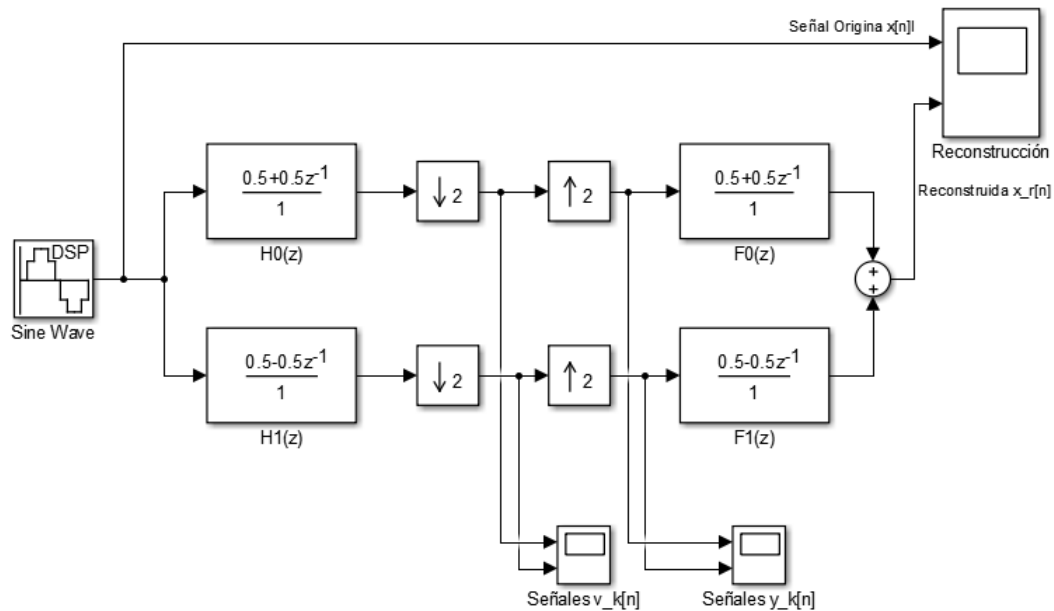 Señal Origina x[n]l
Reconstrucción
Reconstruida x_r[n]
0.5+0.5z⁻¹
1
H0(z)
↓ 2
↑ 2
0.5+0.5z⁻¹
1
F0(z)
+
+
DSP
Sine Wave
0.5-0.5z⁻¹
1
H1(z)
↓ 2
↑ 2
0.5-0.5z⁻¹
1
F1(z)
Señales v_k[n]
Señales y_k[n]